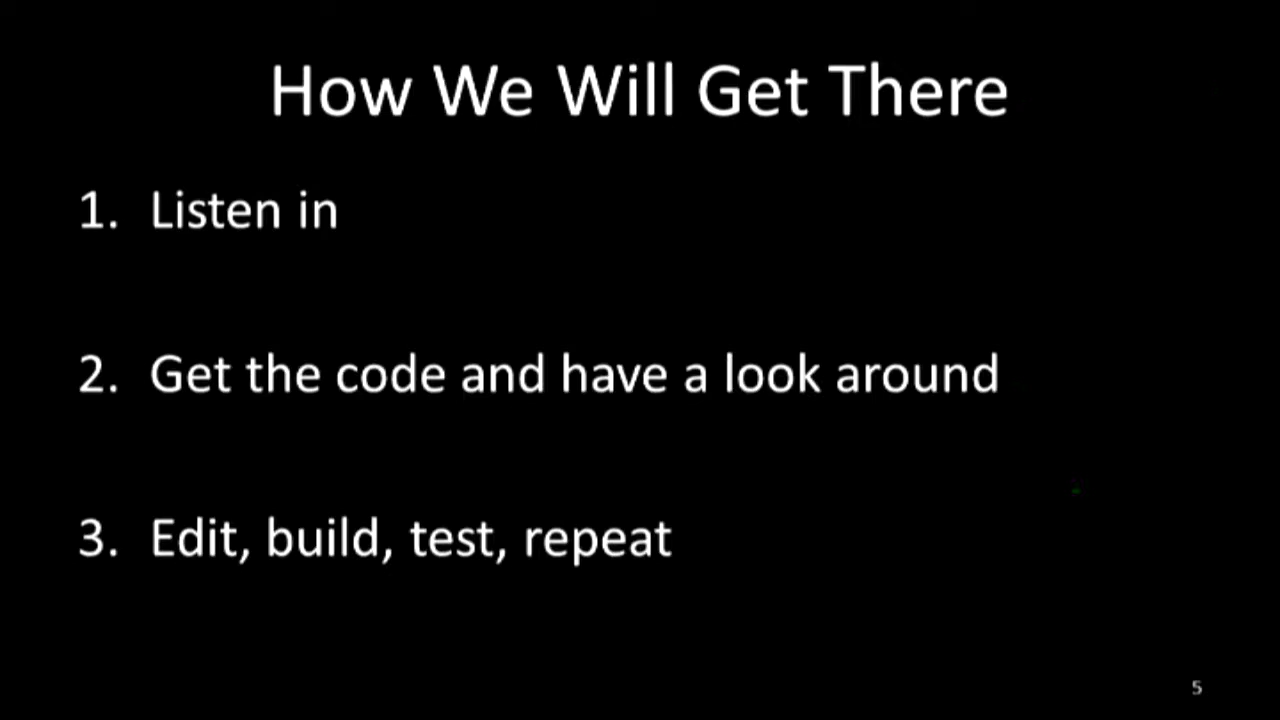 How We Will Get There
1. Listen in
2. Get the code and have a look around
3. Edit, build, test, repeat
5